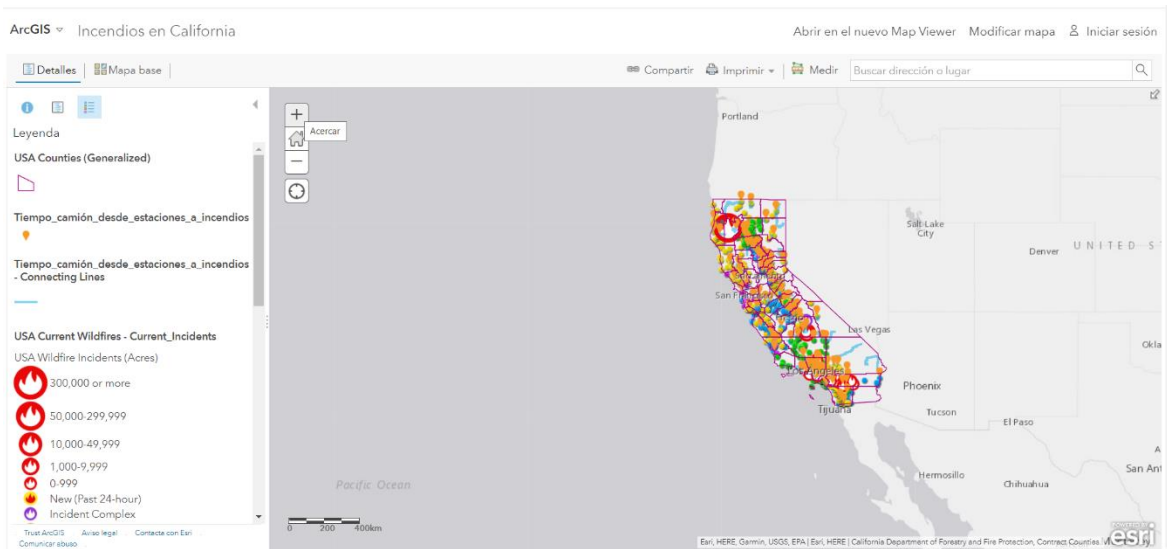 ArcGIS Incendios en California Abrir en el nuevo Map Viewer Modificar mapa Iniciar sesión
Detalles Mapa base Compartir Imprimir Medir Buscar dirección o lugar
Leyenda
USA Counties (Generalized)
Tiempo_camión_desde_estaciones_a_incendios
Tiempo_camión_desde_estaciones_a_incendios
- Connecting Lines
USA Current Wildfires - Current_Incidents
USA Wildfire Incidents (Acres)
300,000 or more
50,000-299,999
10,000-49,999
1,000-9,999
0-999
New (Past 24-hour)
Incident Complex
Trust ArcGIS Aviso legal Contacta con Esri
Comunicar abuso
Acercar
Portland
Salt Lake
City
Denver
UNITED S
Sacramento
San Francisco
Las Vegas
Okla
Los Angeles
Phoenix
Tijuana
Tucson
El Paso
A
San Ant
Hermosillo
Chihuahua
Pacific Ocean
0 200 400km
esri
Esri, HERE, Garmin, USGS, EPA | Esri, HERE | California Department of Forestry and Fire Protection, Contract Counties